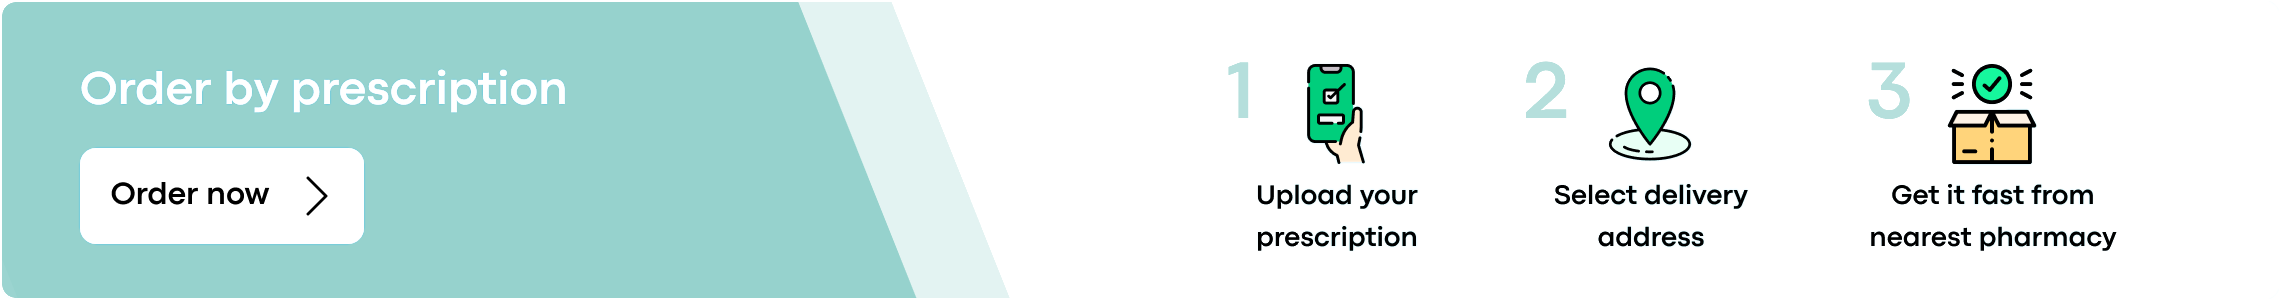 Order by prescription
Order now
1
Upload your
prescription
2
Select delivery
address
3
Get it fast from
nearest pharmacy